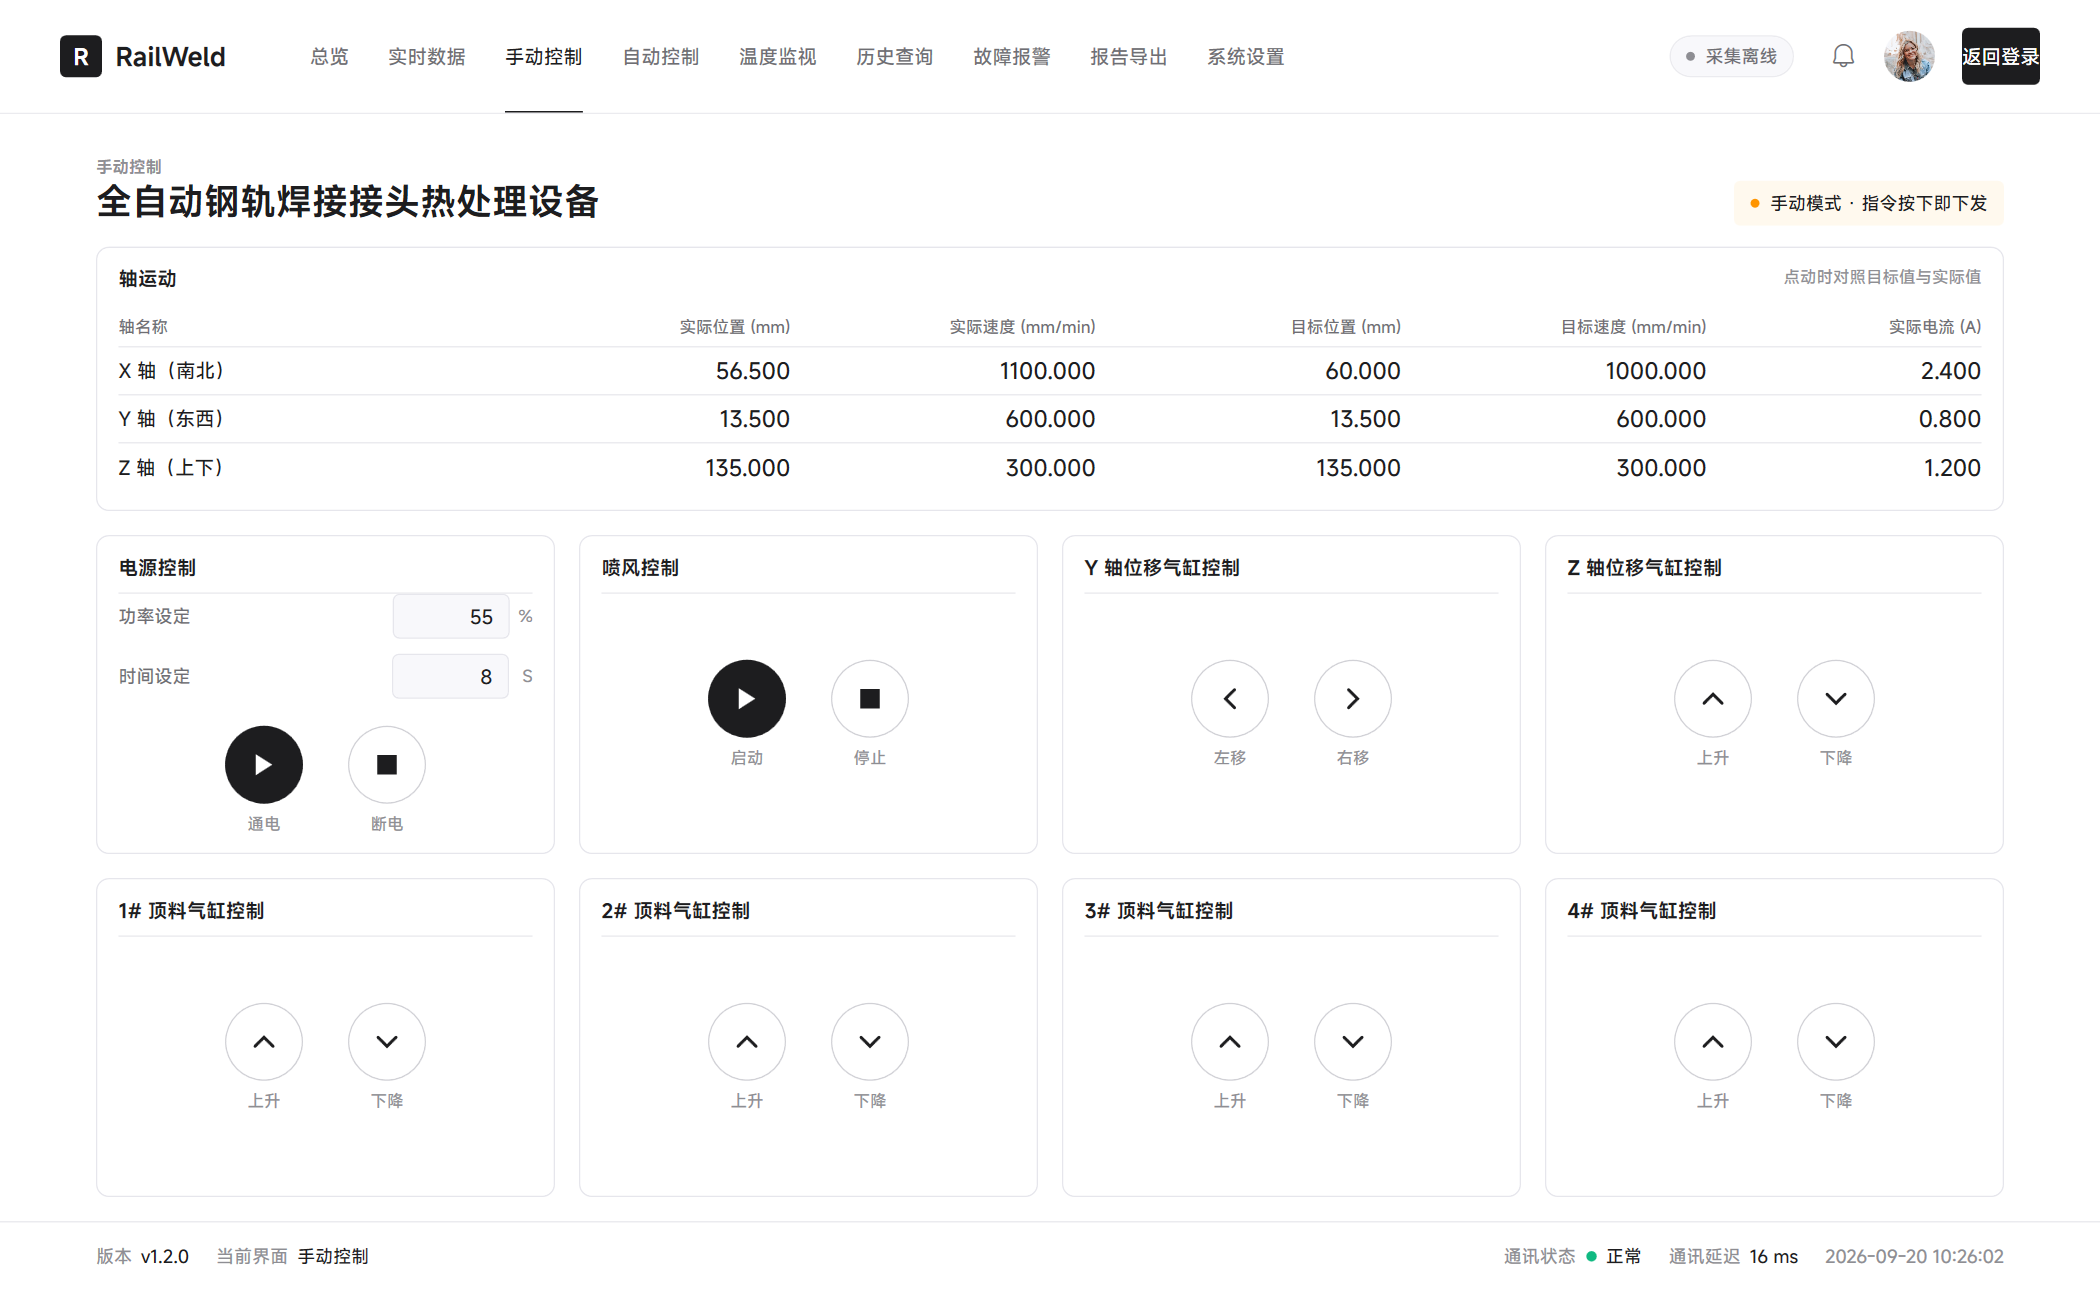 R RailWeld 总览 实时数据 手动控制 自动控制 温度监视 历史查询 故障报警 报告导出 系统设置 采集离线 返回登录
手动控制
全自动钢轨焊接接头热处理设备
手动模式 · 指令按下即下发
轴运动 点动时对照目标值与实际值
轴名称 实际位置 (mm) 实际速度 (mm/min) 目标位置 (mm) 目标速度 (mm/min) 实际电流 (A)
X 轴（南北） 56.500 1100.000 60.000 1000.000 2.400
Y 轴（东西） 13.500 600.000 13.500 600.000 0.800
Z 轴（上下） 135.000 300.000 135.000 300.000 1.200
电源控制
功率设定 55 %
时间设定 8 S
通电 断电
喷风控制
启动 停止
Y 轴位移气缸控制
左移 右移
Z 轴位移气缸控制
上升 下降
1# 顶料气缸控制
上升 下降
2# 顶料气缸控制
上升 下降
3# 顶料气缸控制
上升 下降
4# 顶料气缸控制
上升 下降
版本 v1.2.0 当前界面 手动控制 通讯状态 正常 通讯延迟 16 ms 2026-09-20 10:26:02